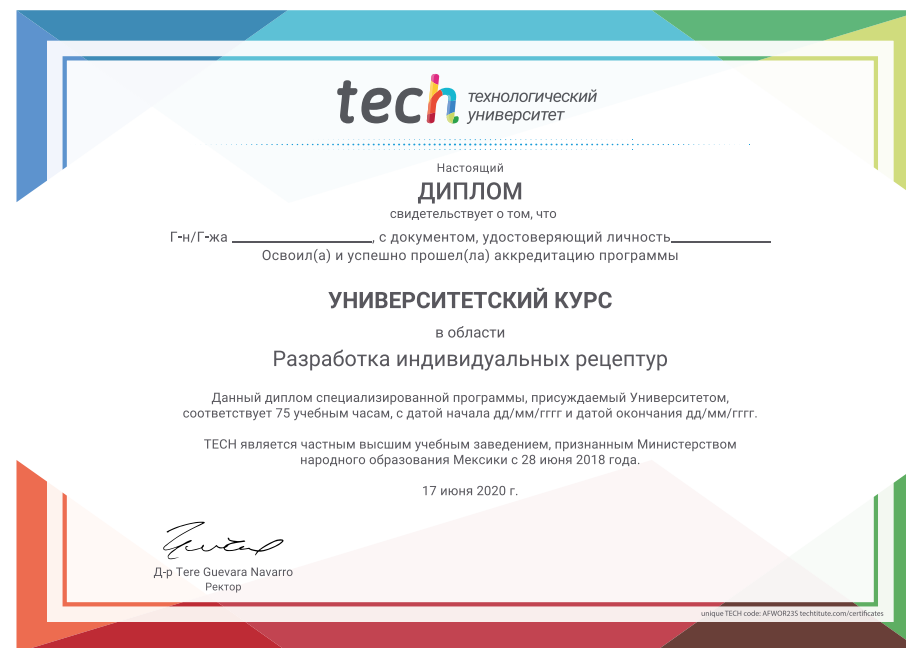 tech технологический
университет
Настоящий
ДИПЛОМ
свидетельствует о том, что
Г-н/Г-жа , с документом, удостоверяющий личность
Освоил(а) и успешно прошел(ла) аккредитацию программы
УНИВЕРСИТЕТСКИЙ КУРС
в области
Разработка индивидуальных рецептур
Данный диплом специализированной программы, присуждаемый Университетом,
соответствует 75 учебным часам, с датой начала дд/мм/гггг и датой окончания дд/мм/гггг.
TECH является частным высшим учебным заведением, признанным Министерством
народного образования Мексики с 28 июня 2018 года.
17 июня 2020 г.
Д-р Tere Guevara Navarro
Ректор
unique TECH code: AFWOR23S techtitute.com/certificates